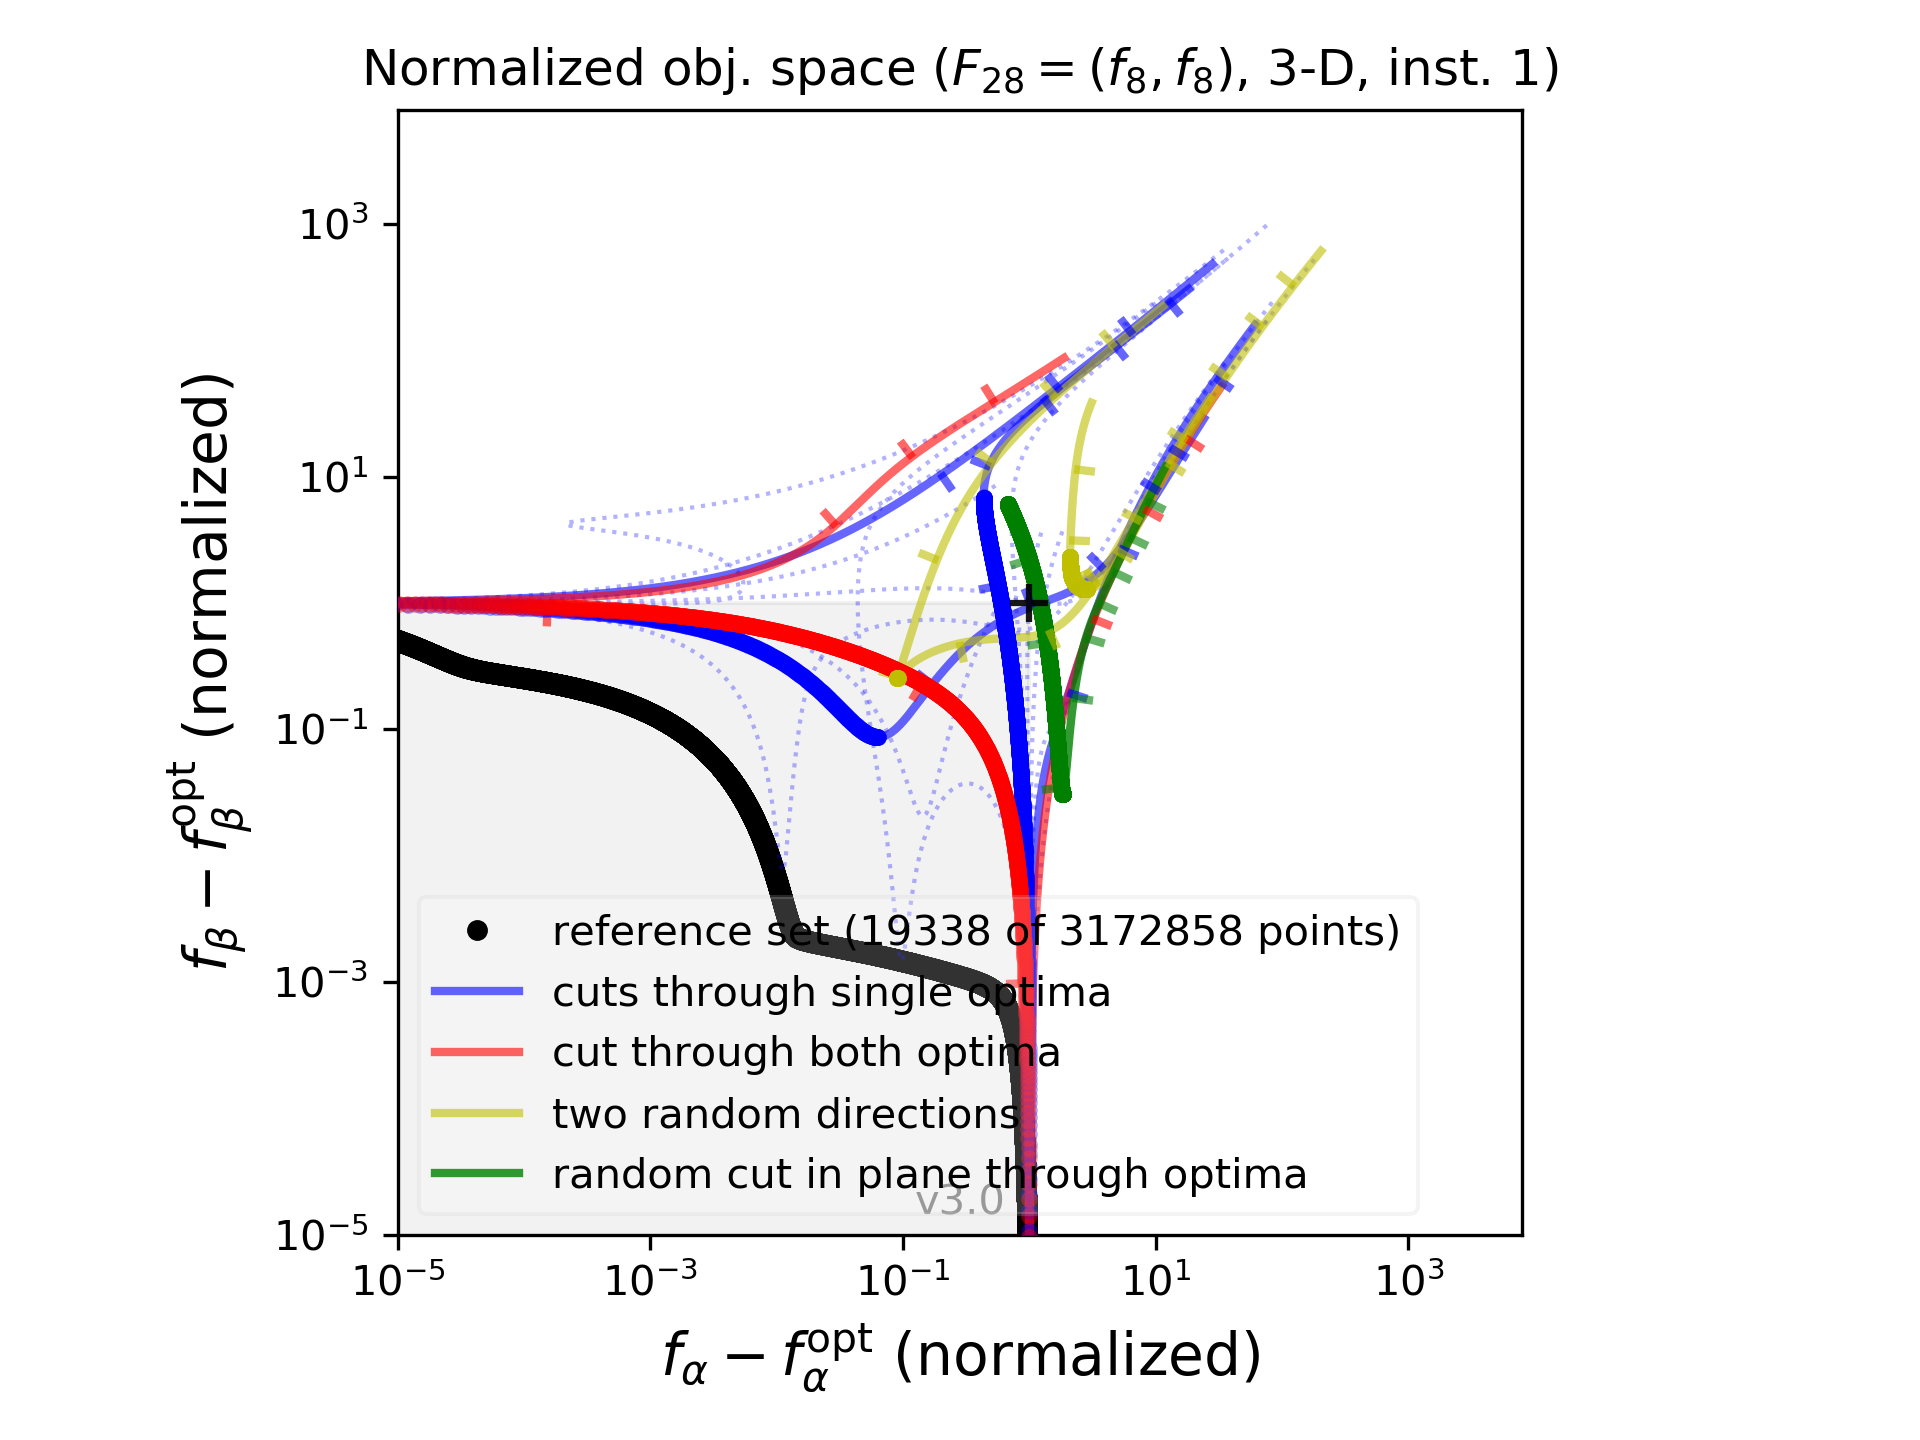 Normalized obj. space (F₂₈ = (f₈, f₈), 3-D, inst. 1)
f_β − f_β^opt (normalized)
10³
10¹
10⁻¹
10⁻³
10⁻⁵
reference set (19338 of 3172858 points)
cuts through single optima
cut through both optima
two random directions
random cut in plane through optima
v3.0
10⁻⁵ 10⁻³ 10⁻¹ 10¹ 10³
f_α − f_α^opt (normalized)